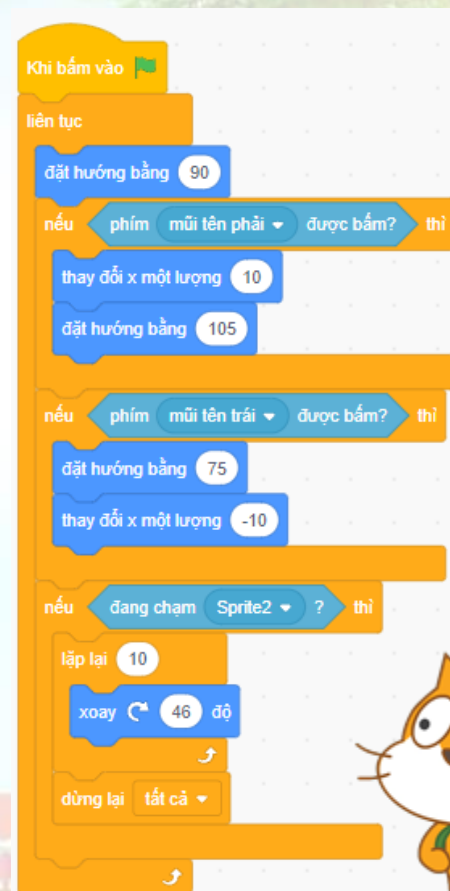 Khi bấm vào
liên tục
đặt hướng bằng 90
nếu phím mũi tên phải được bấm? thì
thay đổi x một lượng 10
đặt hướng bằng 105
nếu phím mũi tên trái được bấm? thì
đặt hướng bằng 75
thay đổi x một lượng -10
nếu đang chạm Sprite2 ? thì
lặp lại 10
xoay 46 độ
dừng lại tất cả